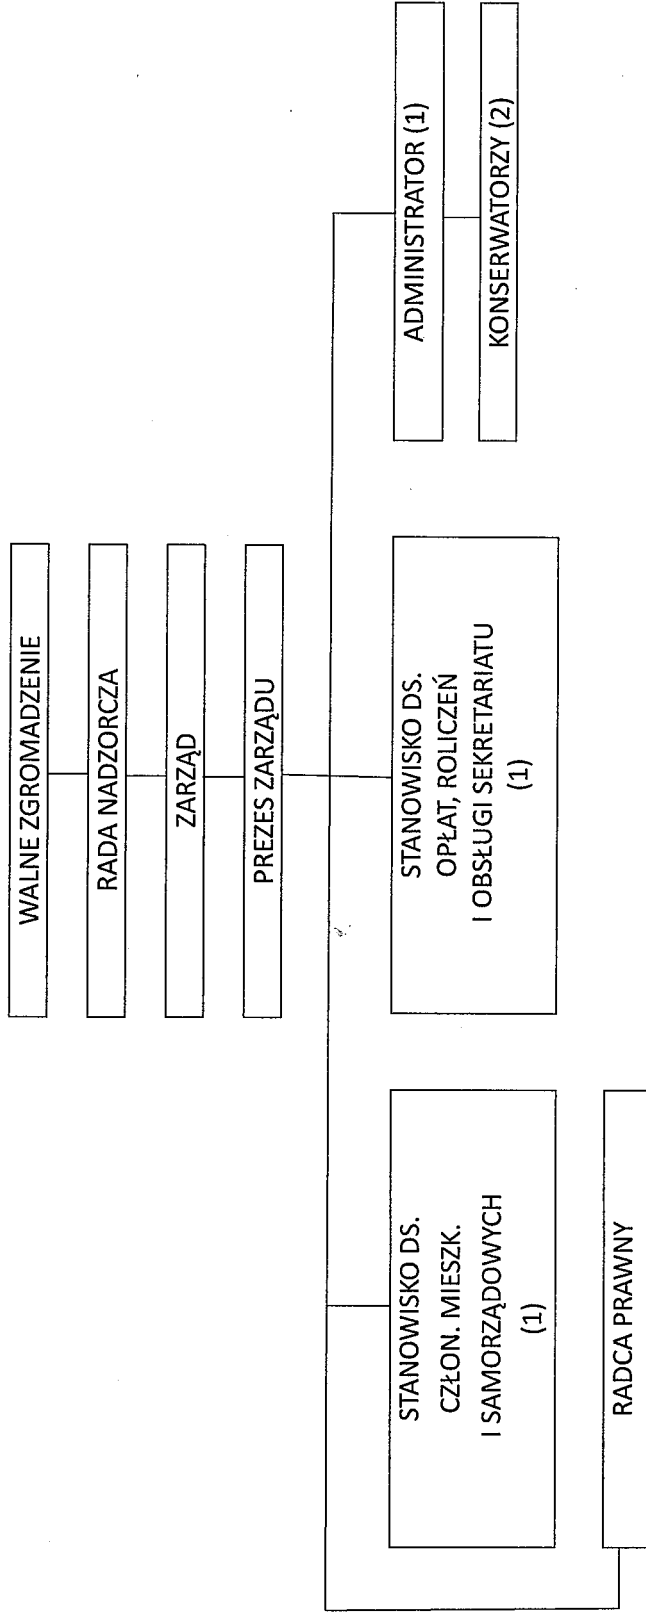 WALNE ZGROMADZENIE
RADA NADZORCZA
ZARZĄD
PREZES ZARZĄDU
STANOWISKO DS.
CZŁON. MIESZK.
I SAMORZĄDOWYCH
(1)
STANOWISKO DS.
OPŁAT, ROLICZEŃ
I OBSŁUGI SEKRETARIATU
(1)
ADMINISTRATOR (1)
KONSERWATORZY (2)
RADCA PRAWNY